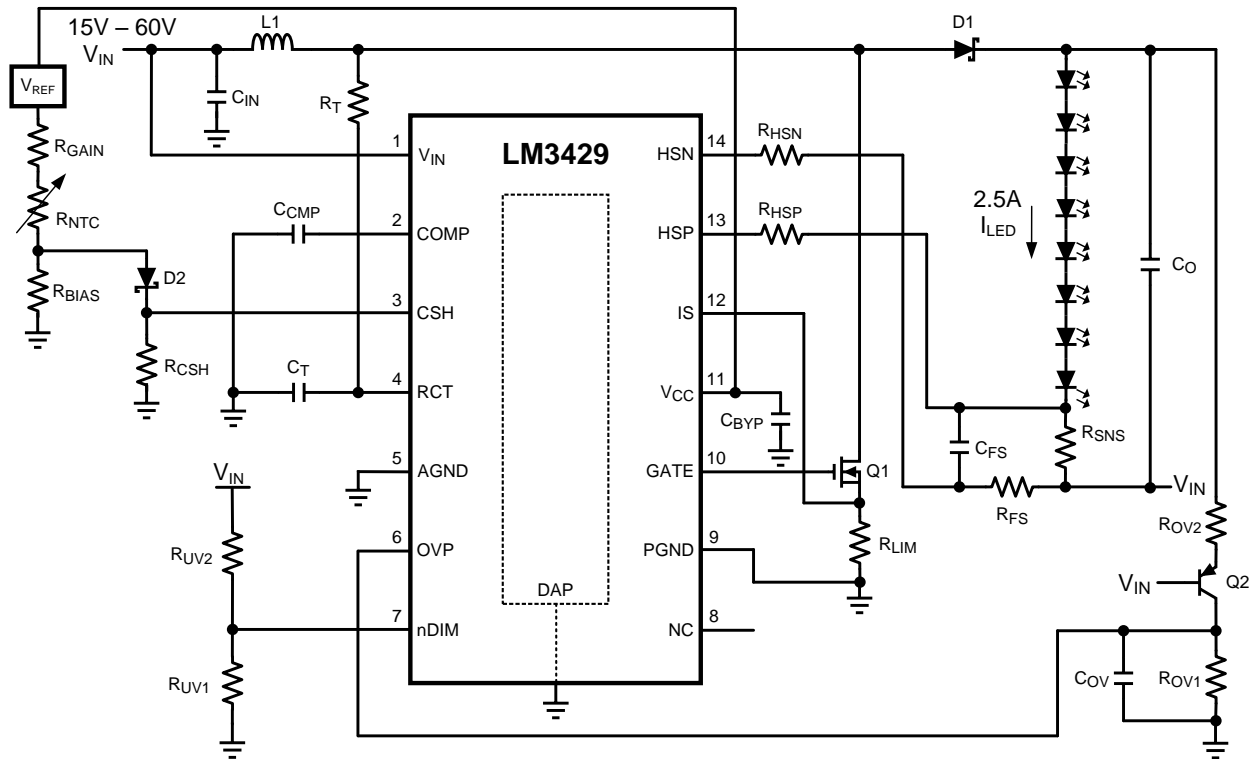 15V – 60V
L1
D1
VIN
VREF
CIN
RT
RGAIN
RNTC
RBIAS
D2
RCSH
CCMP
CT
LM3429
1 VIN
2 COMP
3 CSH
4 RCT
5 AGND
6 OVP
7 nDIM
14 HSN
13 HSP
12 IS
11 VCC
10 GATE
9 PGND
8 NC
DAP
RHSN
RHSP
2.5A
ILED
CO
CBYP
CFS
RSNS
Q1
RFS
VIN
RLIM
ROV2
VIN
Q2
COV
ROV1
VIN
RUV2
RUV1